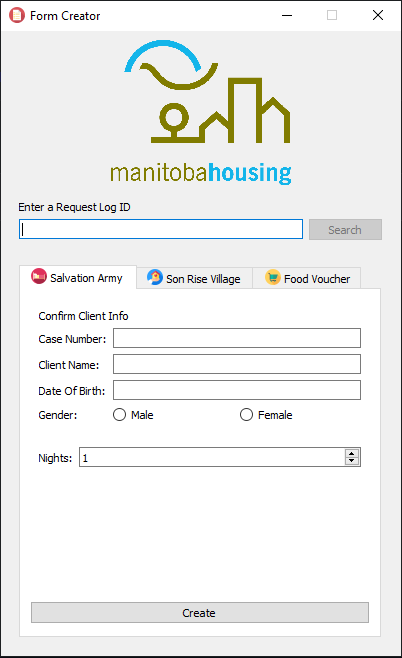 Form Creator
manitobahousing
Enter a Request Log ID
Search
Salvation Army Son Rise Village Food Voucher
Confirm Client Info
Case Number:
Client Name:
Date Of Birth:
Gender: Male Female
Nights: 1
Create